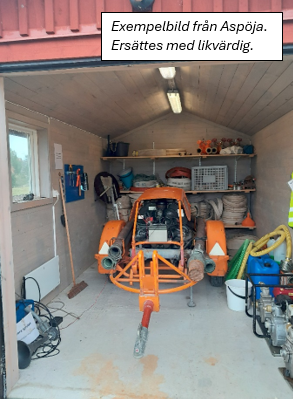 Exempelbild från Aspöja.
Ersättes med likvärdig.